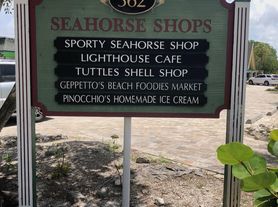 362
SEAHORSE SHOPS
SPORTY SEAHORSE SHOP
LIGHTHOUSE CAFE
TUTTLES SHELL SHOP
GEPPETTO'S BEACH FOODIES MARKET
PINOCCHIO'S HOMEMADE ICE CREAM